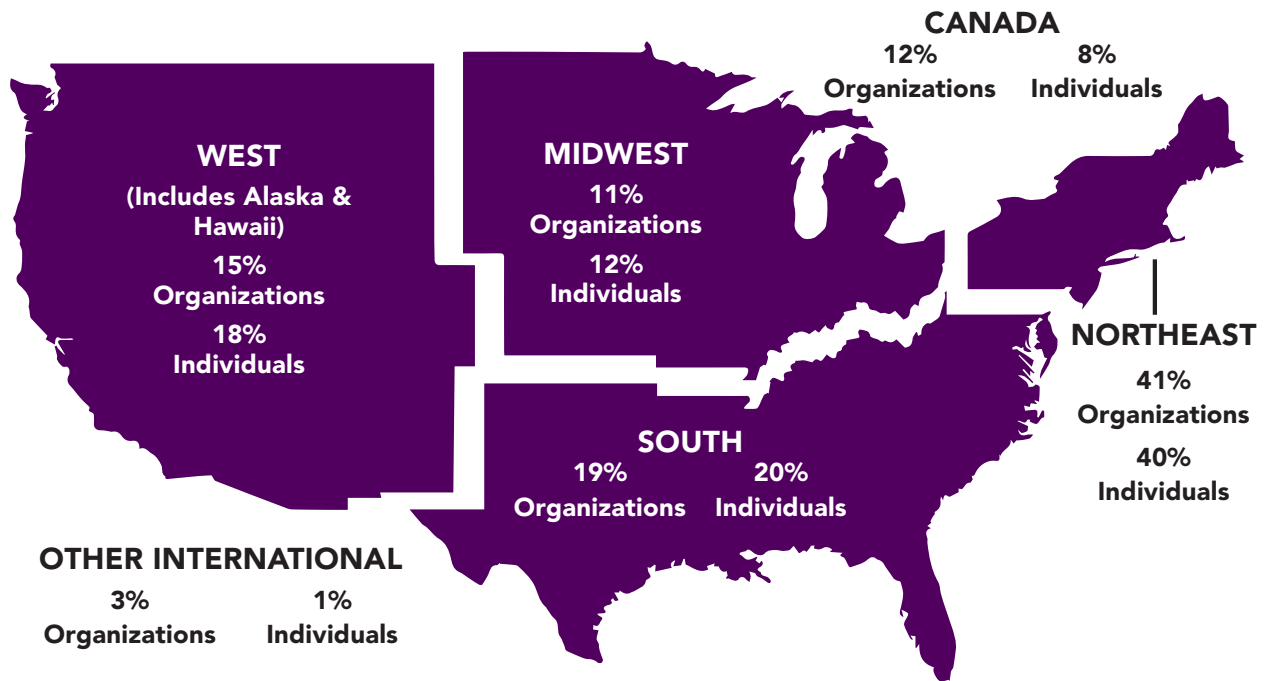 CANADA
12% 8%
Organizations Individuals
WEST
(Includes Alaska &
Hawaii)
15%
Organizations
18%
Individuals
MIDWEST
11%
Organizations
12%
Individuals
NORTHEAST
41%
Organizations
40%
Individuals
SOUTH
19% 20%
Organizations Individuals
OTHER INTERNATIONAL
3% 1%
Organizations Individuals